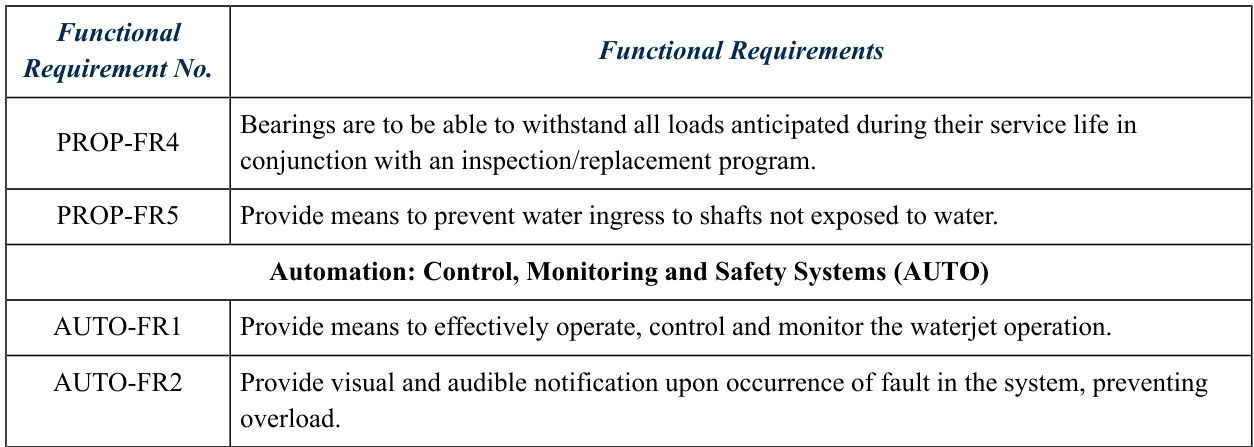 Functional
Requirement No.
Functional Requirements
PROP-FR4
Bearings are to be able to withstand all loads anticipated during their service life in
conjunction with an inspection/replacement program.
PROP-FR5
Provide means to prevent water ingress to shafts not exposed to water.
Automation: Control, Monitoring and Safety Systems (AUTO)
AUTO-FR1
Provide means to effectively operate, control and monitor the waterjet operation.
AUTO-FR2
Provide visual and audible notification upon occurrence of fault in the system, preventing
overload.